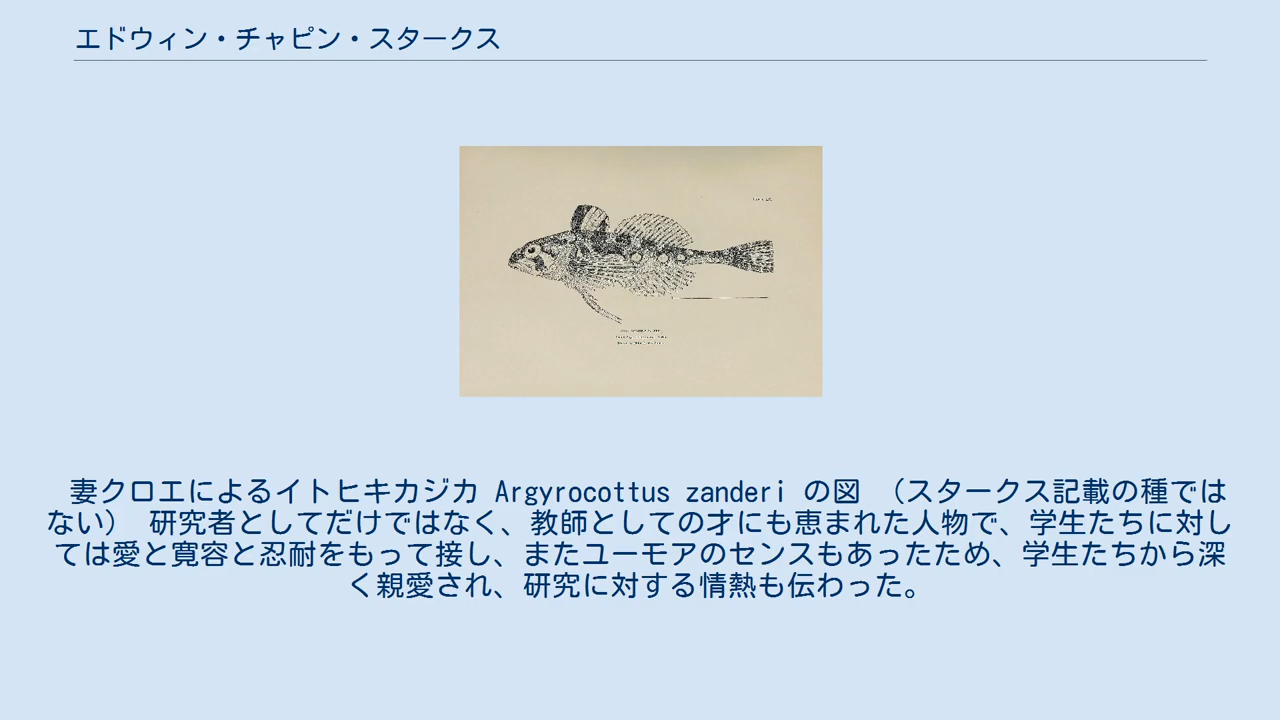 エドウィン・チャピン・スタークス
妻クロエによるイトヒキカジカ Argyrocottus zanderi の図 （スタークス記載の種では
ない） 研究者としてだけではなく、教師としての才にも恵まれた人物で、学生たちに対し
ては愛と寛容と忍耐をもって接し、またユーモアのセンスもあったため、学生たちから深
く親愛され、研究に対する情熱も伝わった。